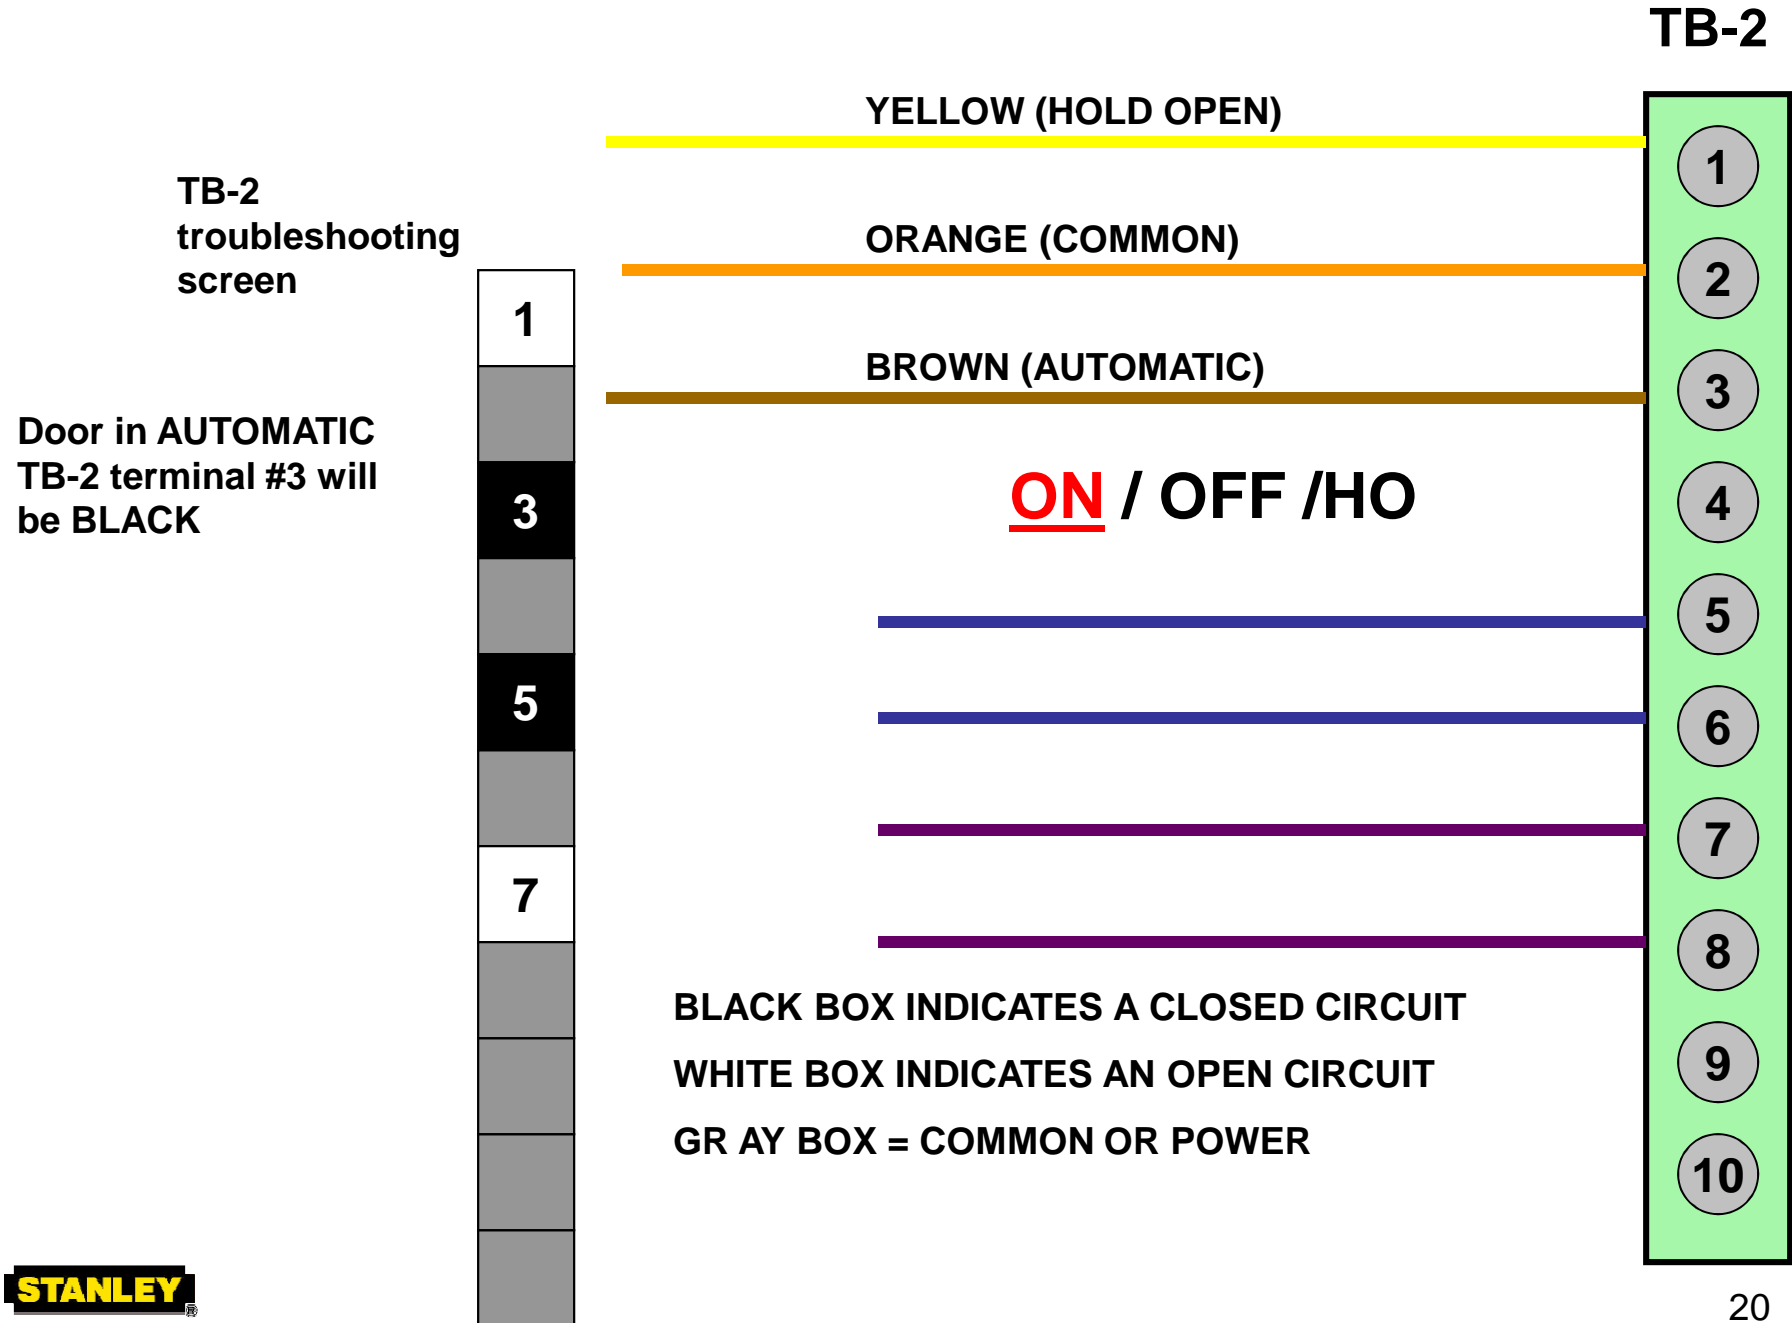 TB-2
YELLOW (HOLD OPEN)
1
TB-2
troubleshooting
screen
ORANGE (COMMON)
2
1
BROWN (AUTOMATIC)
3
Door in AUTOMATIC
TB-2 terminal #3 will
be BLACK
3
ON / OFF /HO
4
5
5
6
7
7
8
BLACK BOX INDICATES A CLOSED CIRCUIT
WHITE BOX INDICATES AN OPEN CIRCUIT
9
GR AY BOX = COMMON OR POWER
10
STANLEY®
20